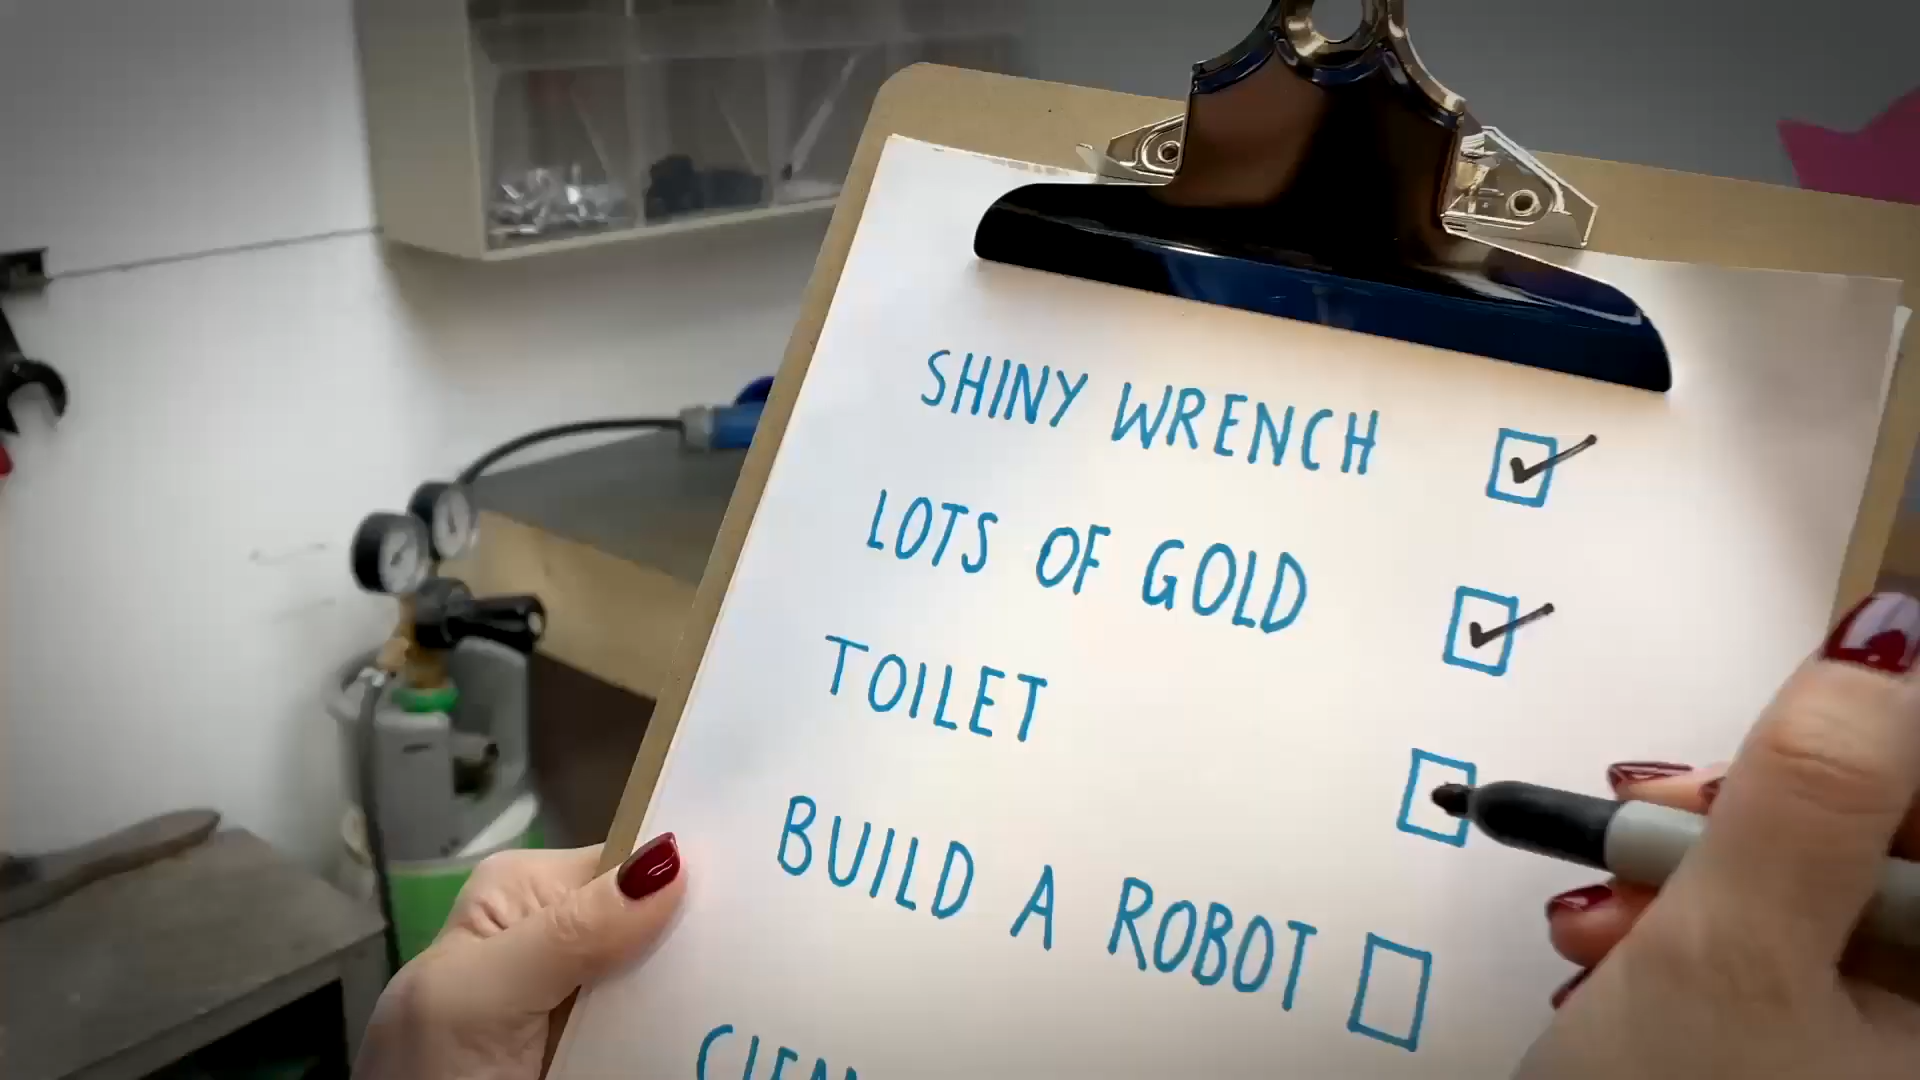 SHINY WRENCH
LOTS OF GOLD
TOILET
BUILD A ROBOT